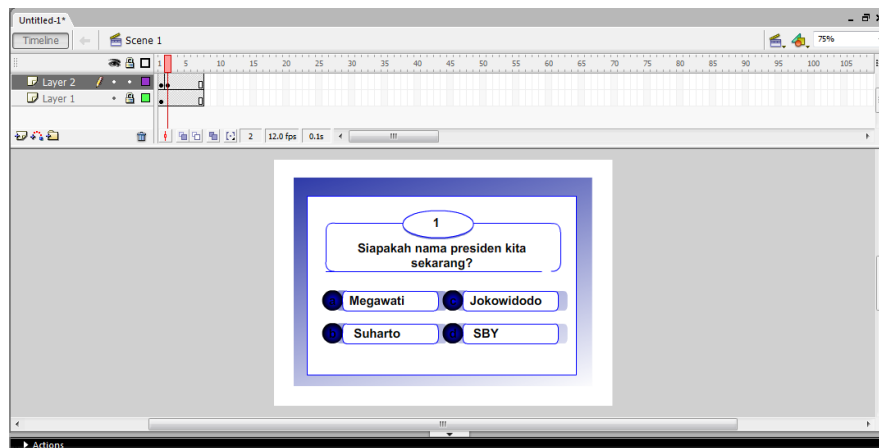 Untitled-1*
Timeline Scene 1 75%
1 5 10 15 20 25 30 35 40 45 50 55 60 65 70 75 80 85 90 95 100 105
Layer 2
Layer 1
2 12.0 fps 0.1s
1
Siapakah nama presiden kita
sekarang?
Megawati Jokowidodo
Suharto SBY
Actions